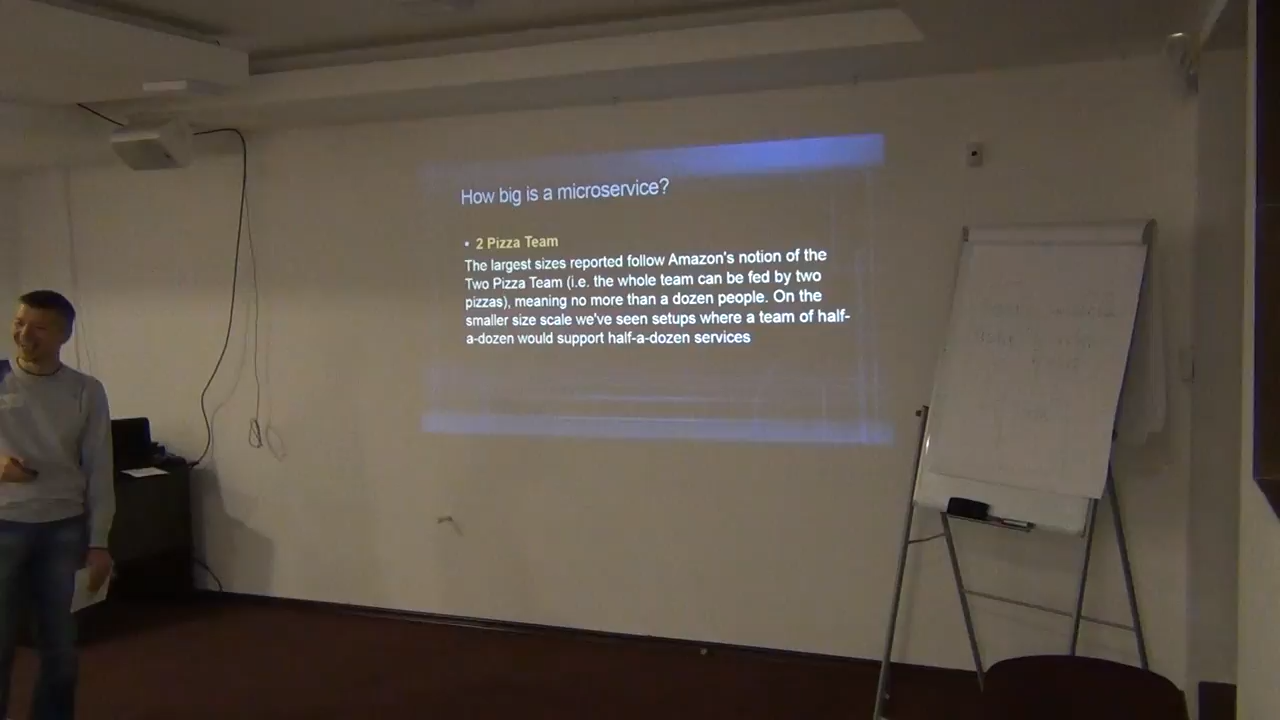 How big is a microservice?
• 2 Pizza Team
The largest sizes reported follow Amazon's notion of the
Two Pizza Team (i.e. the whole team can be fed by two
pizzas), meaning no more than a dozen people. On the
smaller size scale we've seen setups where a team of half-
a-dozen would support half-a-dozen services